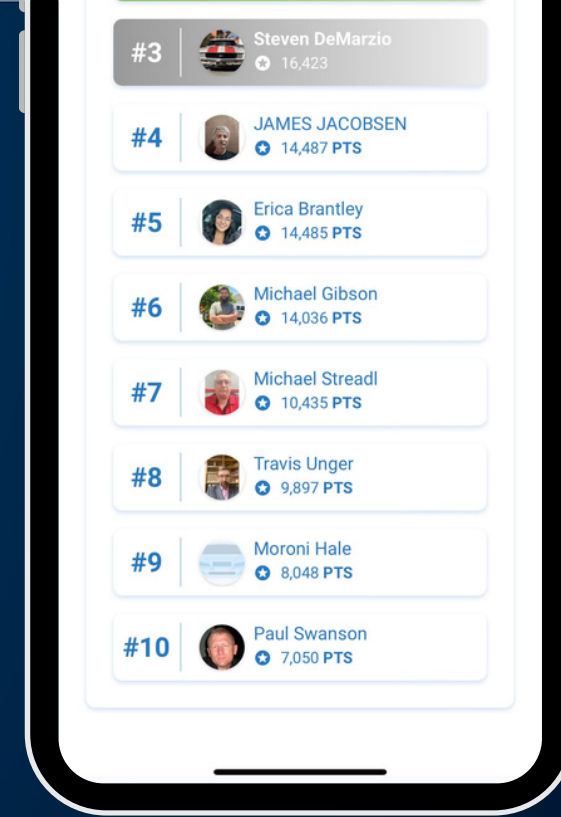 #3
Steven DeMarzio
16,423
#4
JAMES JACOBSEN
14,487 PTS
#5
Erica Brantley
14,485 PTS
#6
Michael Gibson
14,036 PTS
#7
Michael Streadl
10,435 PTS
#8
Travis Unger
9,897 PTS
#9
Moroni Hale
8,048 PTS
#10
Paul Swanson
7,050 PTS